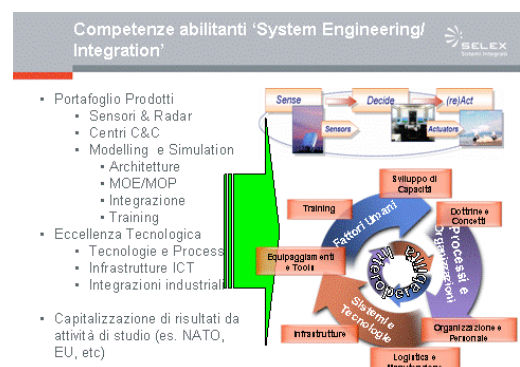 Competenze abilitanti 'System Engineering/
Integration'
SELEX
Sistemi Integrati
▪ Portafoglio Prodotti
▪ Sensori & Radar
▪ Centri C&C
▪ Modelling e Simulation
▪ Architetture
▪ MOE/MOP
▪ Integrazione
▪ Training
▪ Eccellenza Tecnologica
▪ Tecnologie e Process
▪ Infrastrutture ICT
▪ Integrazioni industriali
▪ Capitalizzazione di risultati da
attività di studio (es. NATO,
EU, etc)
Sense
Decide
(re)Act
Sensors
Actuators
Sviluppo di
Capacità
Training
Dottrine e
Concetti
Fattori Umani
Processi e
Organizzazioni
Equipaggiamenti
e Tools
Interoperabilità
Sistemi e
Tecnologie
Infrastrutture
Organizzazione e
Personale
Logistica e